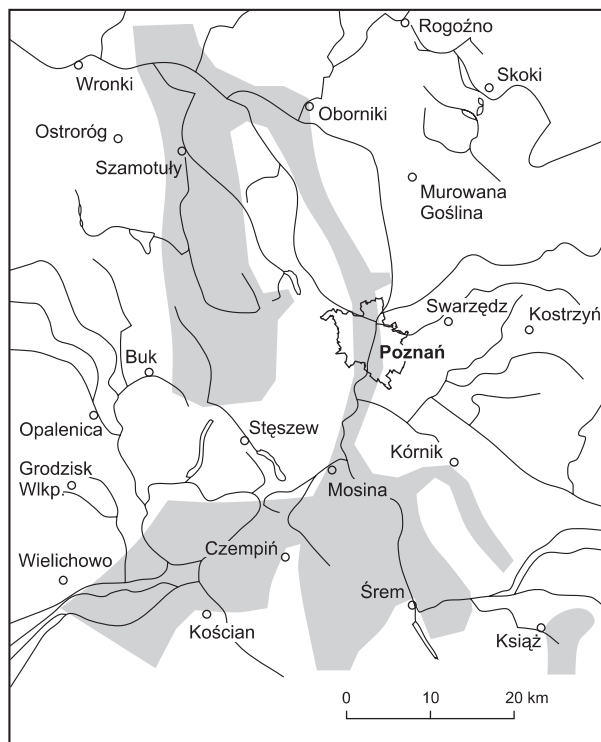 Rogoźno
Wronki
Skoki
Oborniki
Ostroróg
Szamotuły
Murowana
Goślina
Swarzędz
Kostrzyń
Poznań
Buk
Opalenica
Stęszew
Kórnik
Grodzisk
Wlkp.
Mosina
Czempiń
Wielichowo
Śrem
Kościan
Książ
0 10 20 km